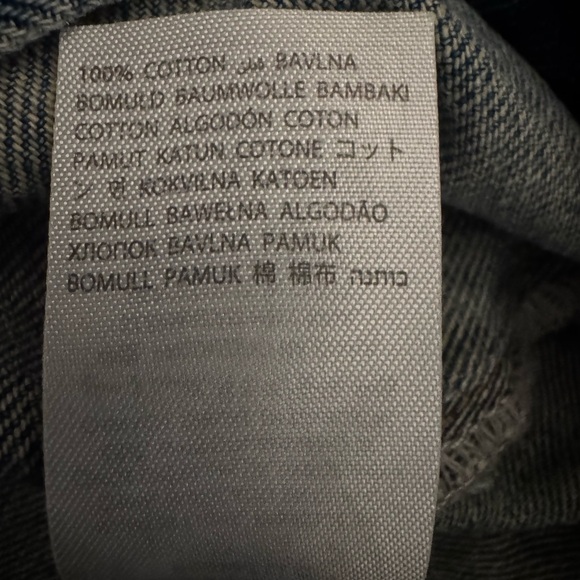 100% COTTON قطن BAVLNA
BOMULD BAUMWOLLE BAMBAKI
COTTON ALGODÓN COTON
PAMUT KATUN COTONE コット
ン 면 KOKVILNA KATOEN
BOMULL BAWEŁNA ALGODÃO
ХЛОПОК BAVLNA PAMUK
BOMULL PAMUK 棉 棉布 כותנה